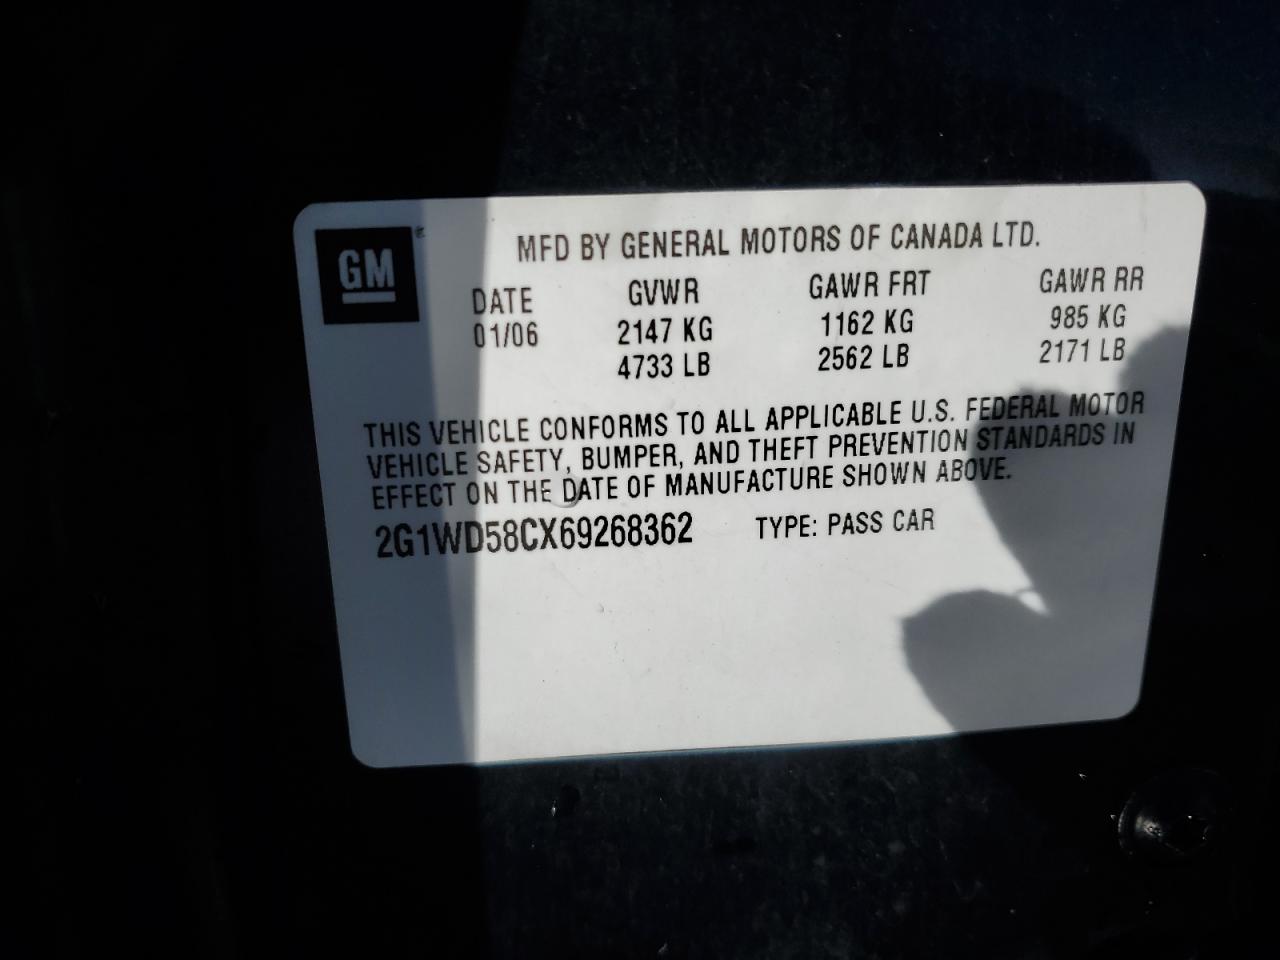 GM
MFD BY GENERAL MOTORS OF CANADA LTD.
DATE GVWR GAWR FRT GAWR RR
01/06 2147 KG 1162 KG 985 KG
4733 LB 2562 LB 2171 LB
THIS VEHICLE CONFORMS TO ALL APPLICABLE U.S. FEDERAL MOTOR
VEHICLE SAFETY, BUMPER, AND THEFT PREVENTION STANDARDS IN
EFFECT ON THE DATE OF MANUFACTURE SHOWN ABOVE.
2G1WD58CX69268362 TYPE: PASS CAR